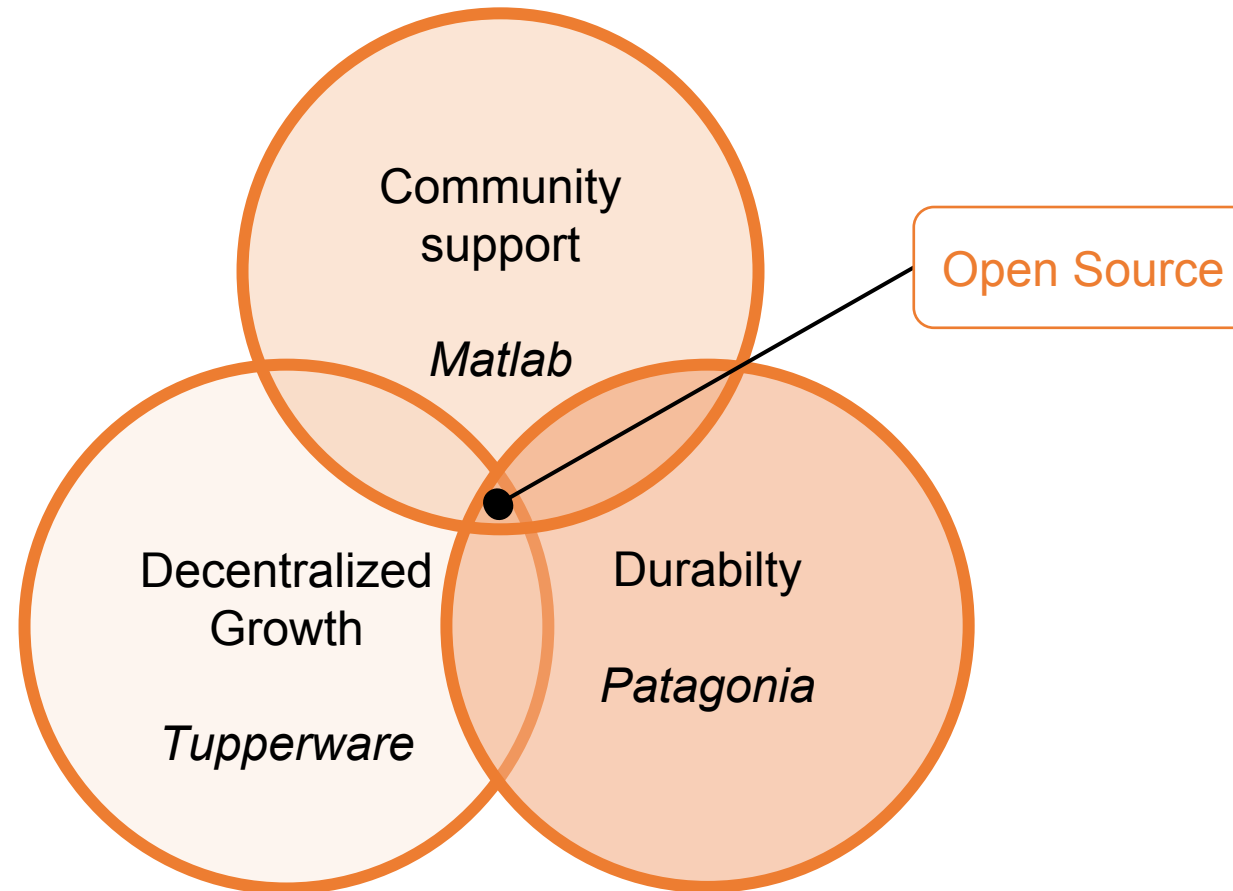 Community
support
Matlab
Open Source
Decentralized
Growth
Tupperware
Durabilty
Patagonia